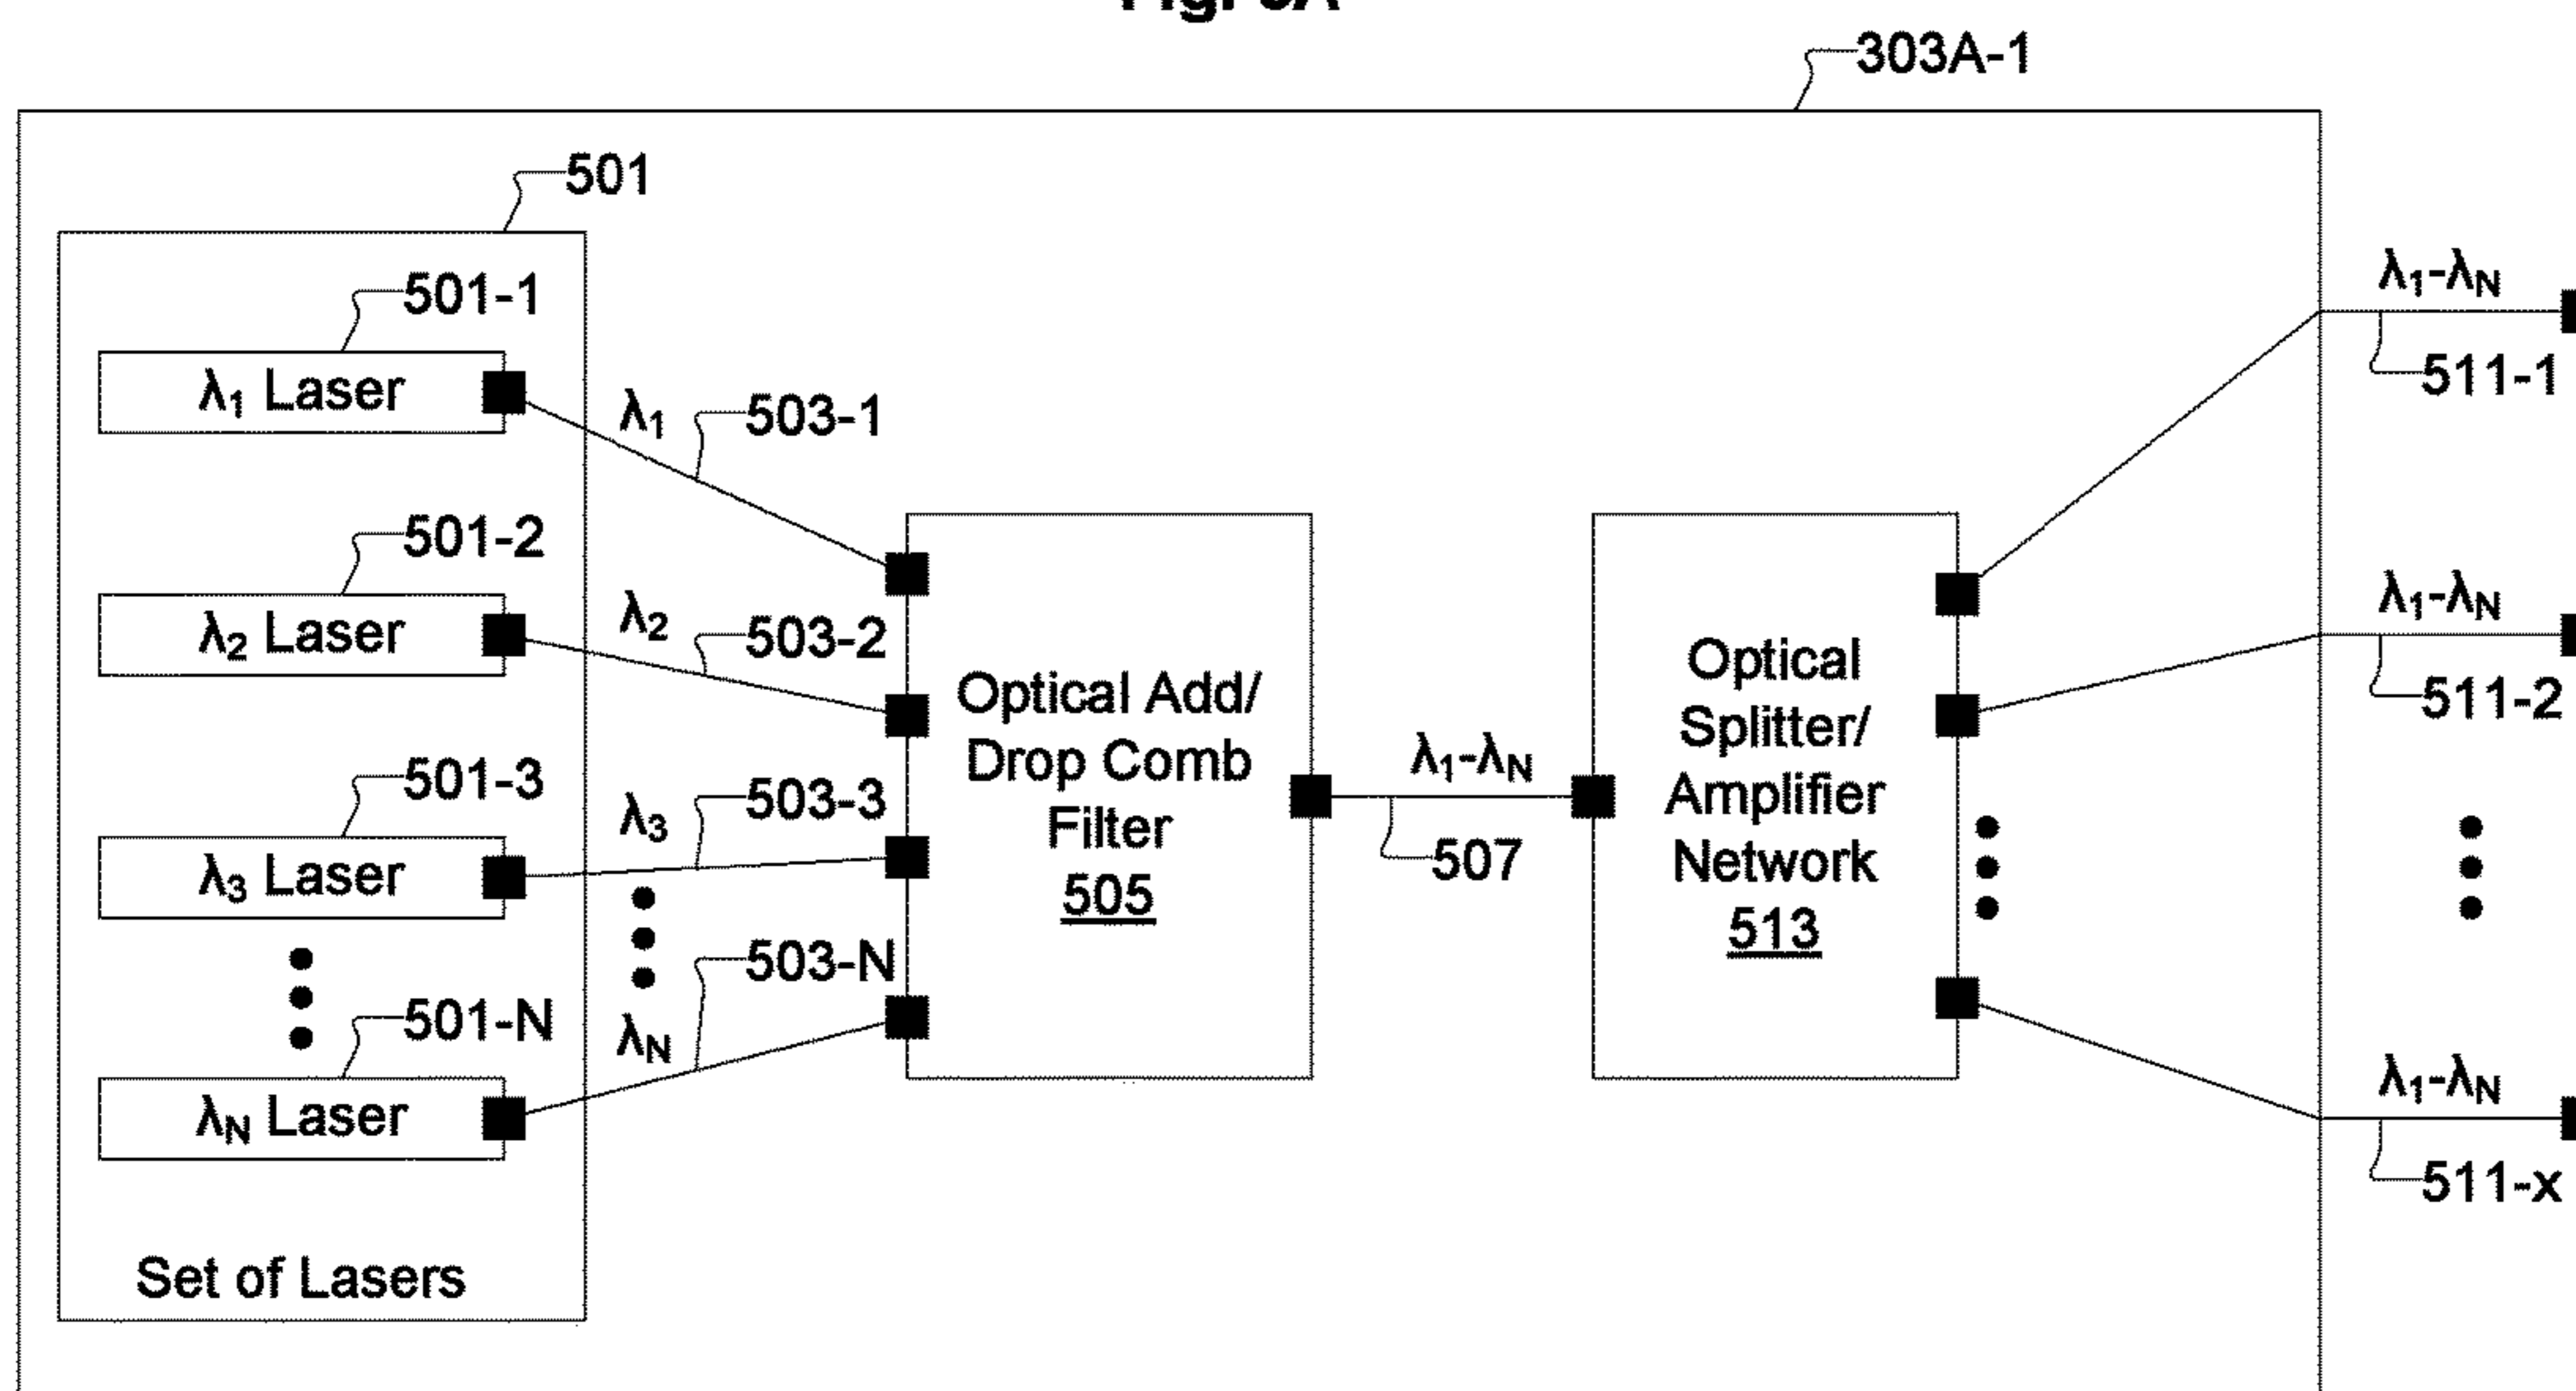 303A-1
501
501-1
λ₁ Laser
λ₁
503-1
501-2
λ₂ Laser
λ₂
503-2
501-3
λ₃ Laser
λ₃
503-3
501-N
λN Laser
λN
503-N
Set of Lasers
Optical Add/
Drop Comb
Filter
505
λ₁-λN
507
Optical
Splitter/
Amplifier
Network
513
λ₁-λN
511-1
λ₁-λN
511-2
λ₁-λN
511-x